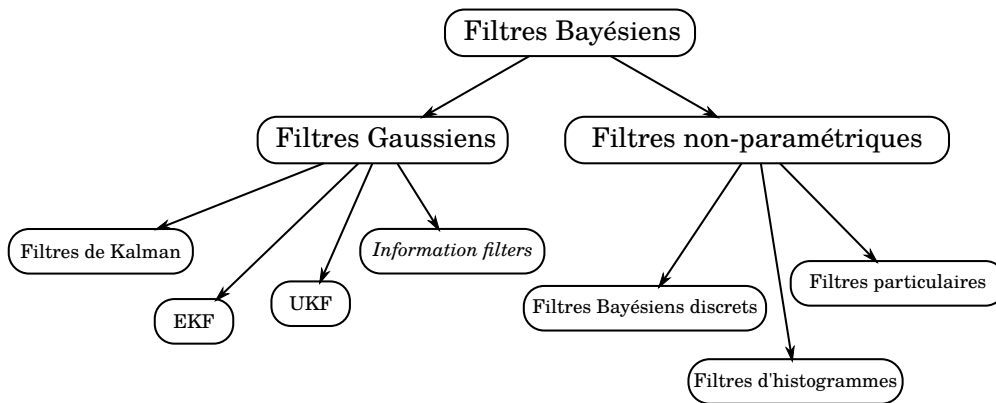 Filtres Bayésiens
Filtres Gaussiens
Filtres non-paramétriques
Filtres de Kalman
Information filters
EKF
UKF
Filtres Bayésiens discrets
Filtres particulaires
Filtres d'histogrammes